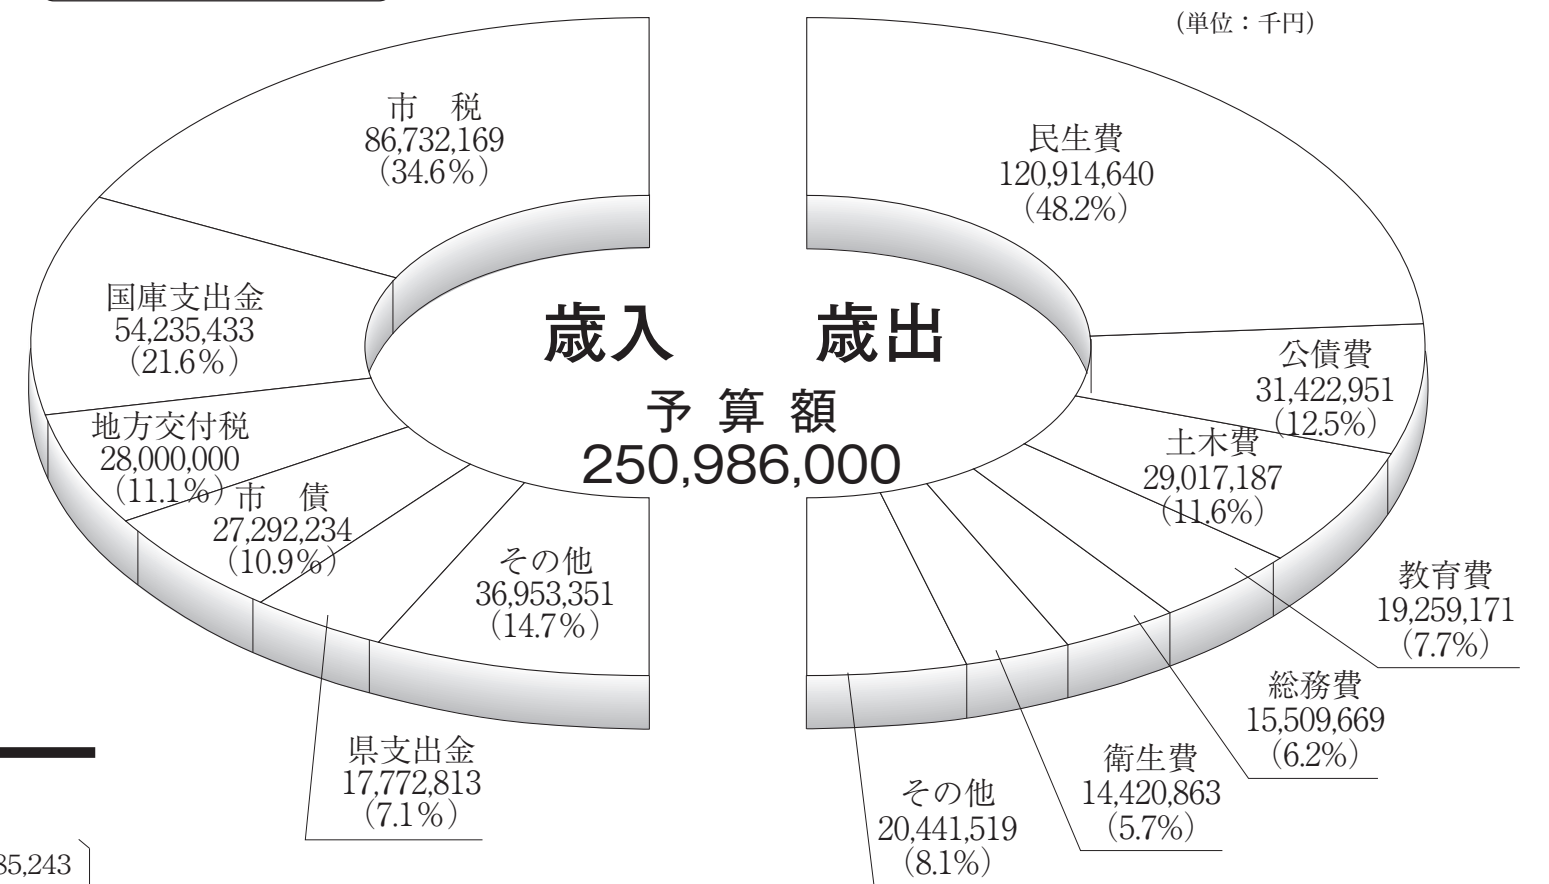 (単位：千円)
市　税
86,732,169
(34.6%)
国庫支出金
54,235,433
(21.6%)
地方交付税
28,000,000
(11.1%)
市　債
27,292,234
(10.9%)
県支出金
17,772,813
(7.1%)
その他
36,953,351
(14.7%)
歳入　歳出
予算額
250,986,000
民生費
120,914,640
(48.2%)
公債費
31,422,951
(12.5%)
土木費
29,017,187
(11.6%)
教育費
19,259,171
(7.7%)
総務費
15,509,669
(6.2%)
衛生費
14,420,863
(5.7%)
その他
20,441,519
(8.1%)